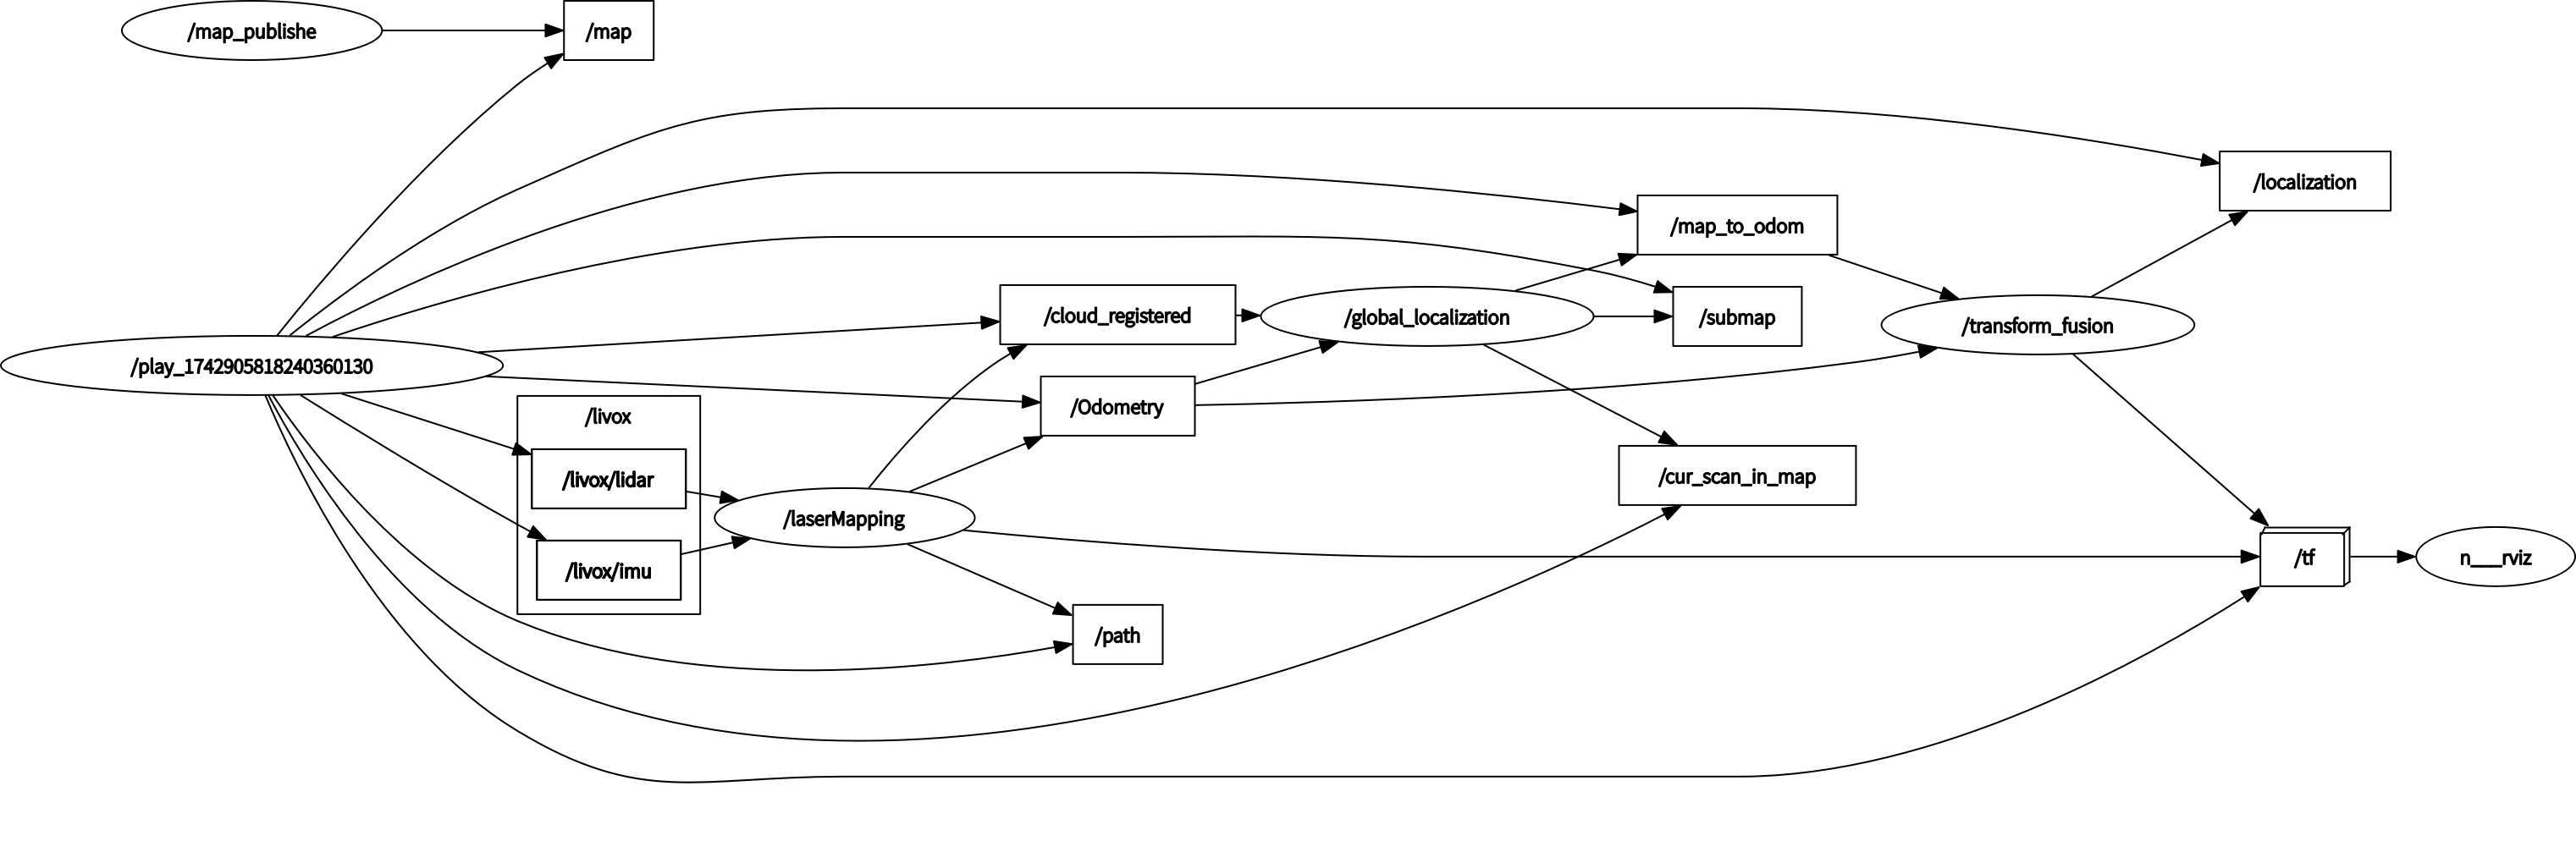 /map_publishe
/map
/localization
/map_to_odom
/cloud_registered
/global_localization
/submap
/transform_fusion
/play_1742905818240360130
/Odometry
/livox
/livox/lidar
/cur_scan_in_map
/laserMapping
/livox/imu
/tf
n___rviz
/path